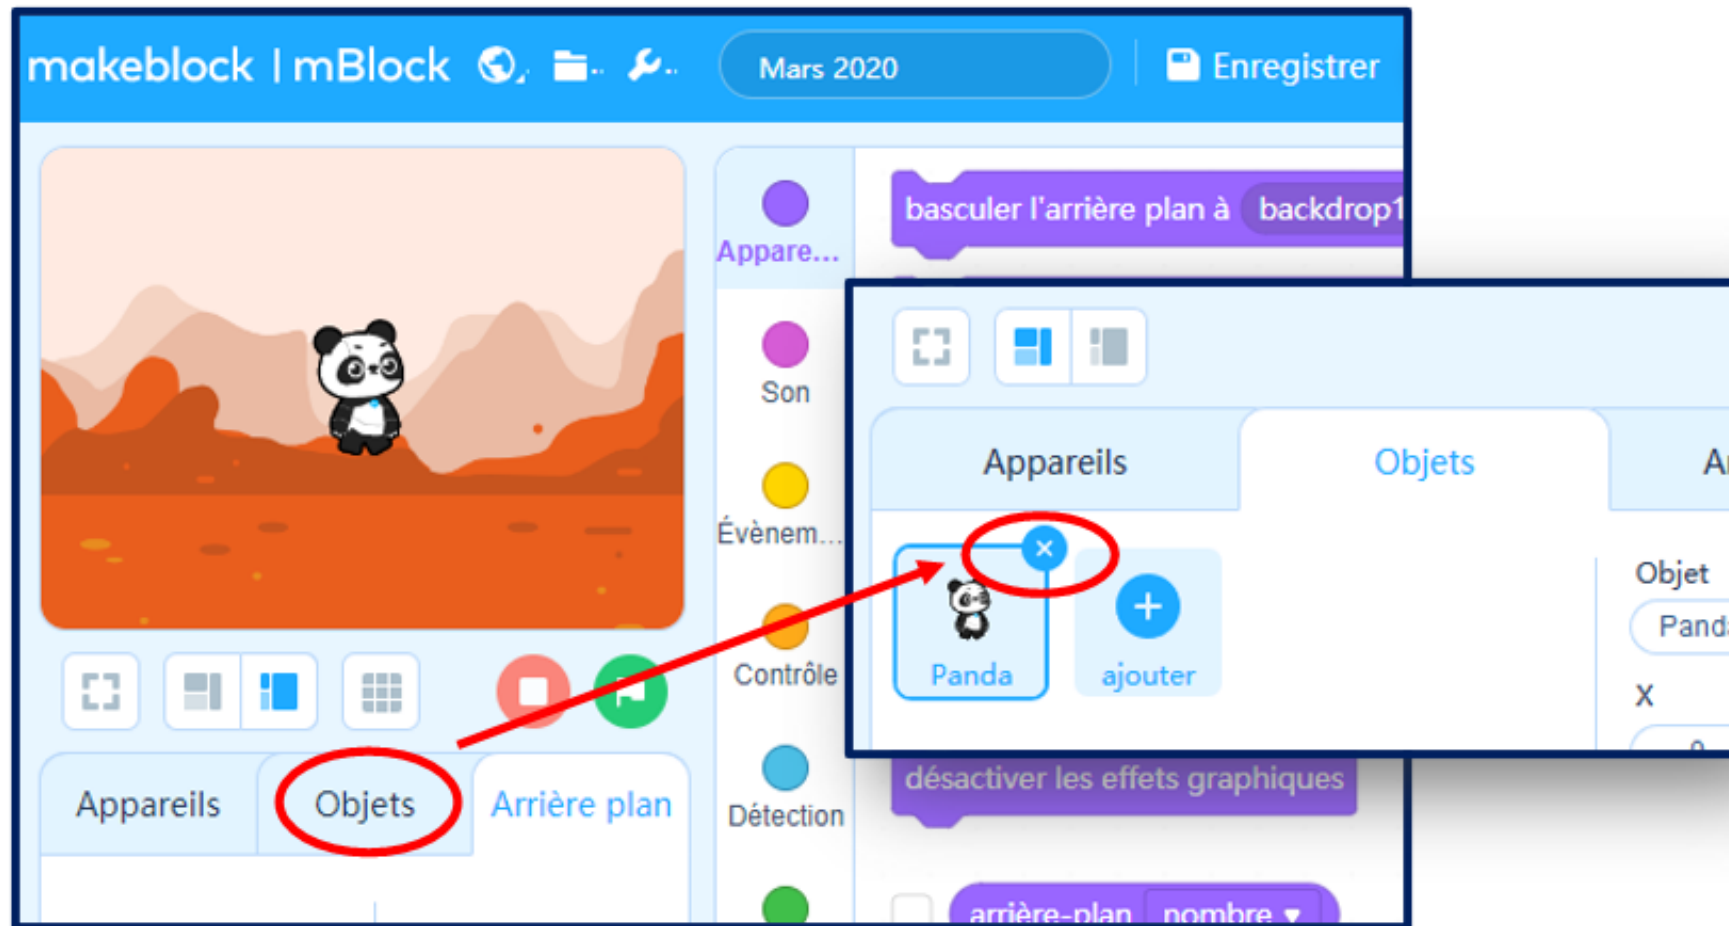 makeblock | mBlock
Mars 2020
Enregistrer
Appare...
basculer l'arrière plan à backdrop1
Son
Évènem...
Contrôle
Détection
Appareils
Objets
Arrière plan
désactiver les effets graphiques
arrière-plan nombre
Appareils
Objets
Panda
ajouter
Objet
X